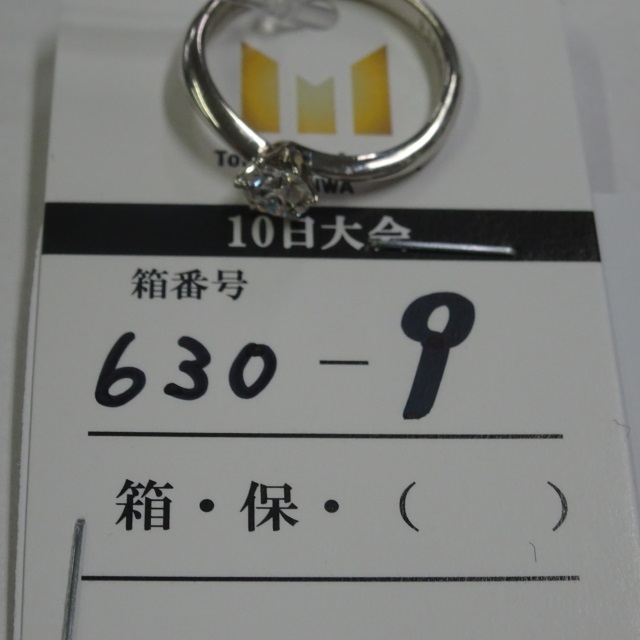 10日大会
箱番号
630-9
箱・保・( )